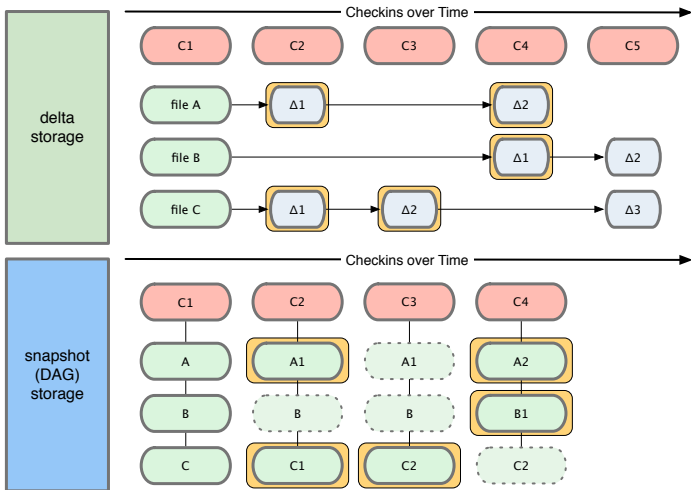 Checkins over Time
C1 C2 C3 C4 C5
delta
storage
file A Δ1 Δ2
file B Δ1 Δ2
file C Δ1 Δ2 Δ3
Checkins over Time
C1 C2 C3 C4
snapshot
(DAG)
storage
A A1 A1 A2
B B B B1
C C1 C2 C2